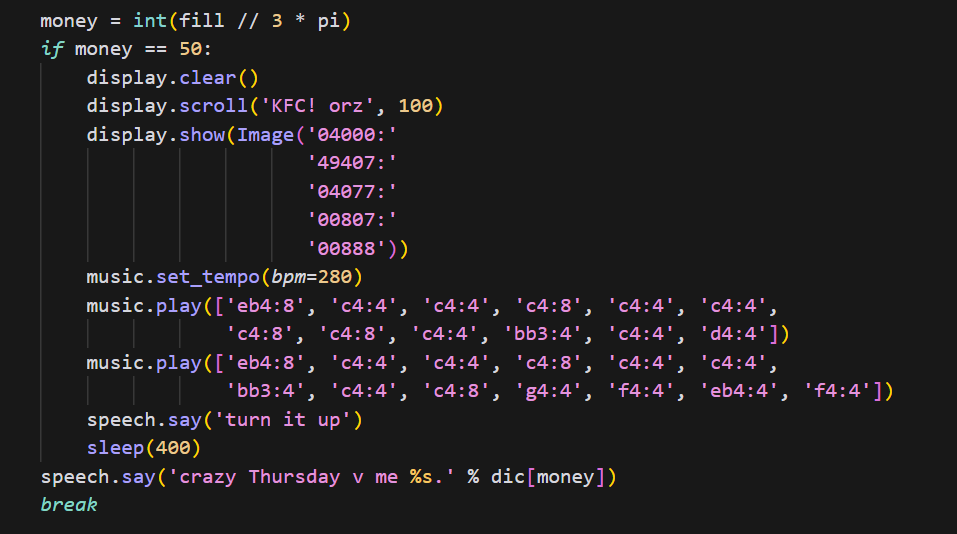 money = int(fill // 3 * pi)
if money == 50:
    display.clear()
    display.scroll('KFC! orz', 100)
    display.show(Image('04000:'
                       '49407:'
                       '04077:'
                       '00807:'
                       '00888'))
    music.set_tempo(bpm=280)
    music.play(['eb4:8', 'c4:4', 'c4:4', 'c4:8', 'c4:4', 'c4:4',
                'c4:8', 'c4:8', 'c4:4', 'bb3:4', 'c4:4', 'd4:4'])
    music.play(['eb4:8', 'c4:4', 'c4:4', 'c4:8', 'c4:4', 'c4:4',
                'bb3:4', 'c4:4', 'c4:8', 'g4:4', 'f4:4', 'eb4:4', 'f4:4'])
    speech.say('turn it up')
    sleep(400)
speech.say('crazy Thursday v me %s.' % dic[money])
break